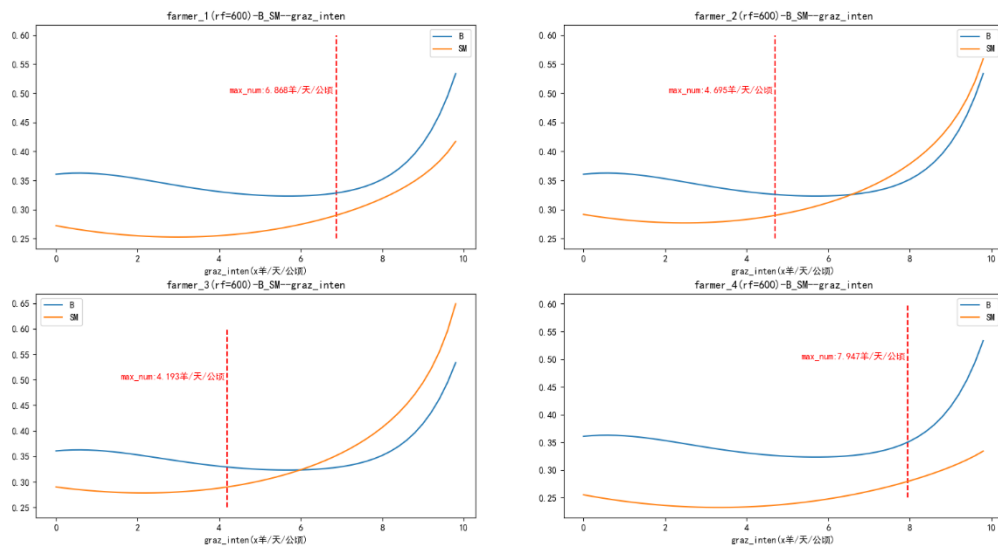 farmer_1(rf=600)-B_SM--graz_inten
B
SM
max_num:6.868羊/天/公顷
0.60
0.55
0.50
0.45
0.40
0.35
0.30
0.25
0 2 4 6 8 10
graz_inten(x羊/天/公顷)
farmer_2(rf=600)-B_SM--graz_inten
B
SM
max_num:4.695羊/天/公顷
0.60
0.55
0.50
0.45
0.40
0.35
0.30
0.25
0 2 4 6 8 10
graz_inten(x羊/天/公顷)
farmer_3(rf=600)-B_SM--graz_inten
B
SM
max_num:4.193羊/天/公顷
0.65
0.60
0.55
0.50
0.45
0.40
0.35
0.30
0.25
0 2 4 6 8 10
graz_inten(x羊/天/公顷)
farmer_4(rf=600)-B_SM--graz_inten
B
SM
max_num:7.947羊/天/公顷
0.60
0.55
0.50
0.45
0.40
0.35
0.30
0.25
0 2 4 6 8 10
graz_inten(x羊/天/公顷)